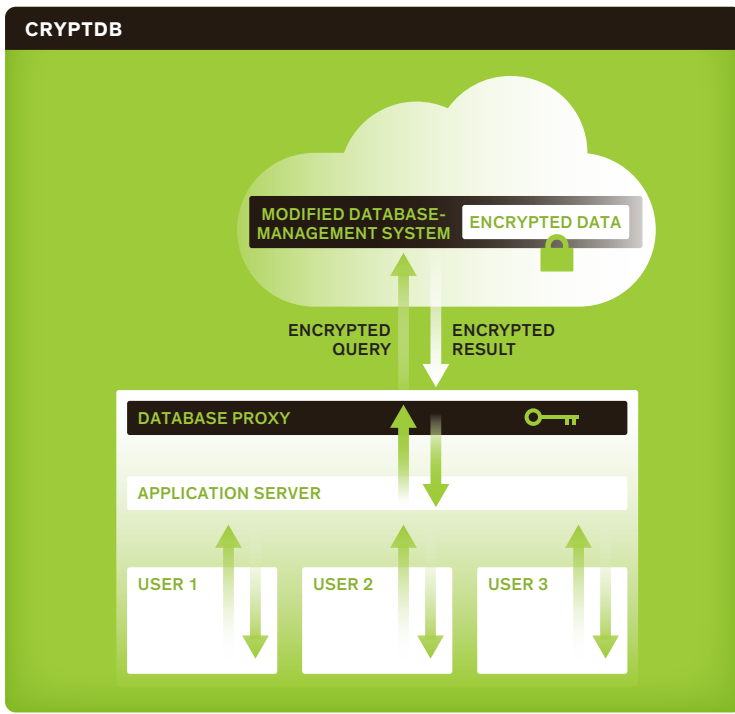 CRYPTDB
MODIFIED DATABASE-
MANAGEMENT SYSTEM
ENCRYPTED DATA
ENCRYPTED
QUERY
ENCRYPTED
RESULT
DATABASE PROXY
APPLICATION SERVER
USER 1
USER 2
USER 3